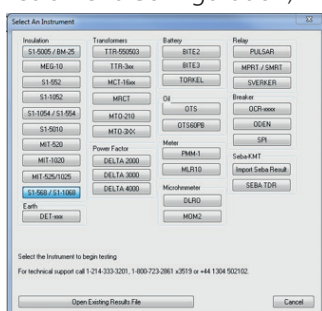 Select An Instrument
Insulation
S1-5005 / BM-25
MEG-10
S1-552
S1-1052
S1-1054 / S1-554
S1-5010
MIT-520
MIT-1020
MIT-525/1025
S1-568 / S1-1068
Earth
DET-xxx
Transfomers
TTR-550503
TTR-3xx
MCT-16xx
MRCT
MTO-210
MTO-3XX
Power Factor
DELTA 2000
DELTA 3000
DELTA 4000
Battery
BITE2
BITE3
TORKEL
Oil
OTS
OTS60PB
Meter
PMM-1
MLR10
Microhmmeter
DLRO
MOM2
Relay
PULSAR
MPRT / SMRT
SVERKER
Breaker
OCR-xxxx
ODEN
SPI
Seba-KMT
Import Seba Result
SEBA TDR
Select the Instrument to begin testing
For technical support call 1-214-333-3201, 1-800-723-2861 x3519 or +44 1304 502102.
Open Existing Results File
Cancel